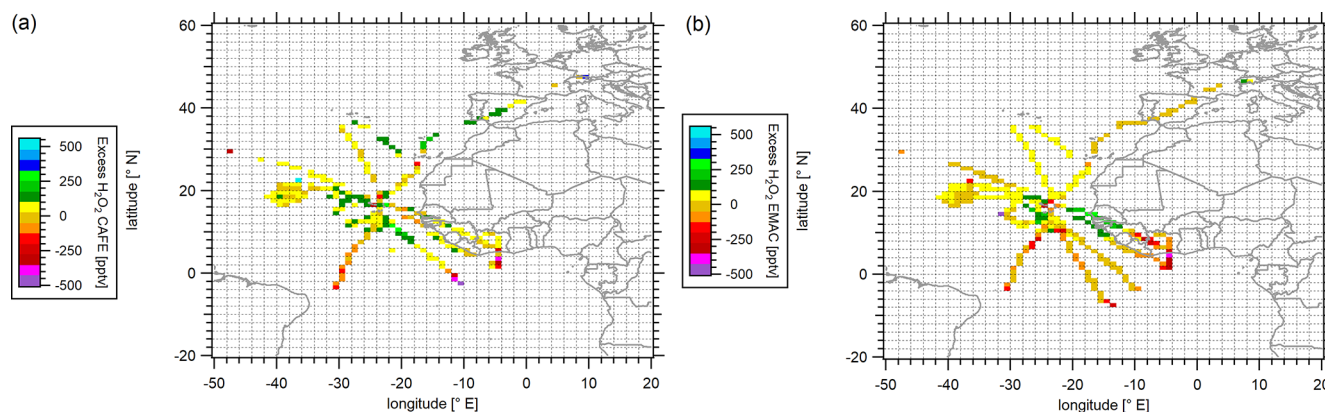 (a)
60
40
20
0
-20
latitude [° N]
-50 -40 -30 -20 -10 0 10 20
longitude [° E]
500
250
0
-250
-500
Excess H₂O₂ CAFE [pptv]
(b)
60
40
20
0
-20
latitude [° N]
-50 -40 -30 -20 -10 0 10 20
longitude [° E]
500
250
0
-250
-500
Excess H₂O₂ EMAC [pptv]